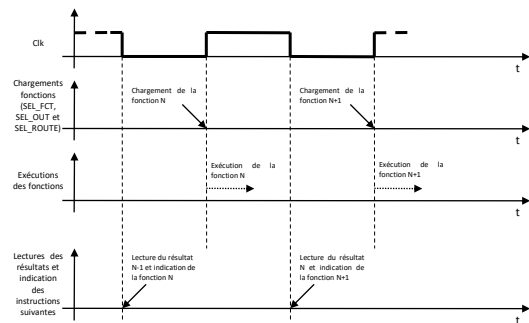 Clk
t
Chargements
fonctions
(SEL_FCT,
SEL_OUT et
SEL_ROUTE)
Chargement de la
fonction N
Chargement de la
fonction N+1
t
Exécutions
des fonctions
Exécution de la
fonction N
Exécution de la
fonction N+1
t
Lectures des
résultats et
indication
des
instructions
suivantes
Lecture du résultat
N-1 et indication de
la fonction N
Lecture du résultat
N et indication de
la fonction N+1
t